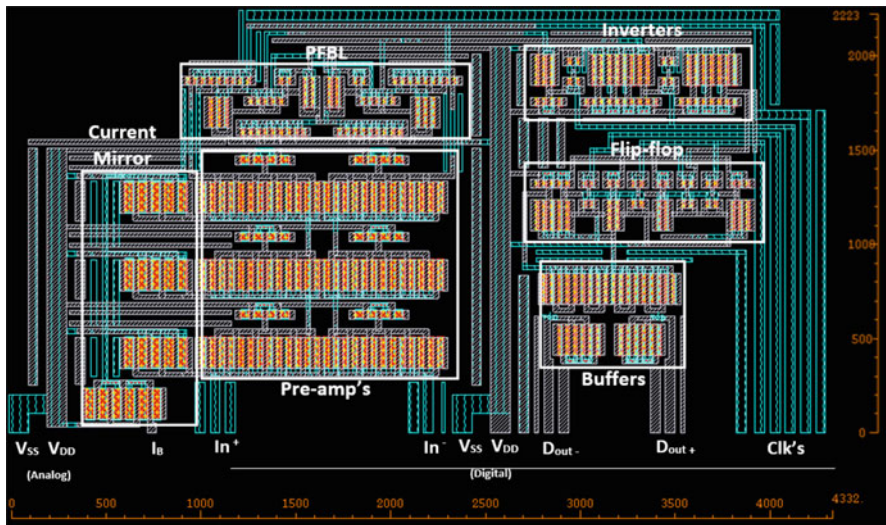 2223
2000
Inverters
PFBL
Current
Mirror
1500
Flip-flop
1000
500
Buffers
Pre-amp's
0
VSS VDD IB In+ In- VSS VDD Dout - Dout + Clk's
(Analog) (Digital)
0 500 1000 1500 2000 2500 3000 3500 4000 4332.